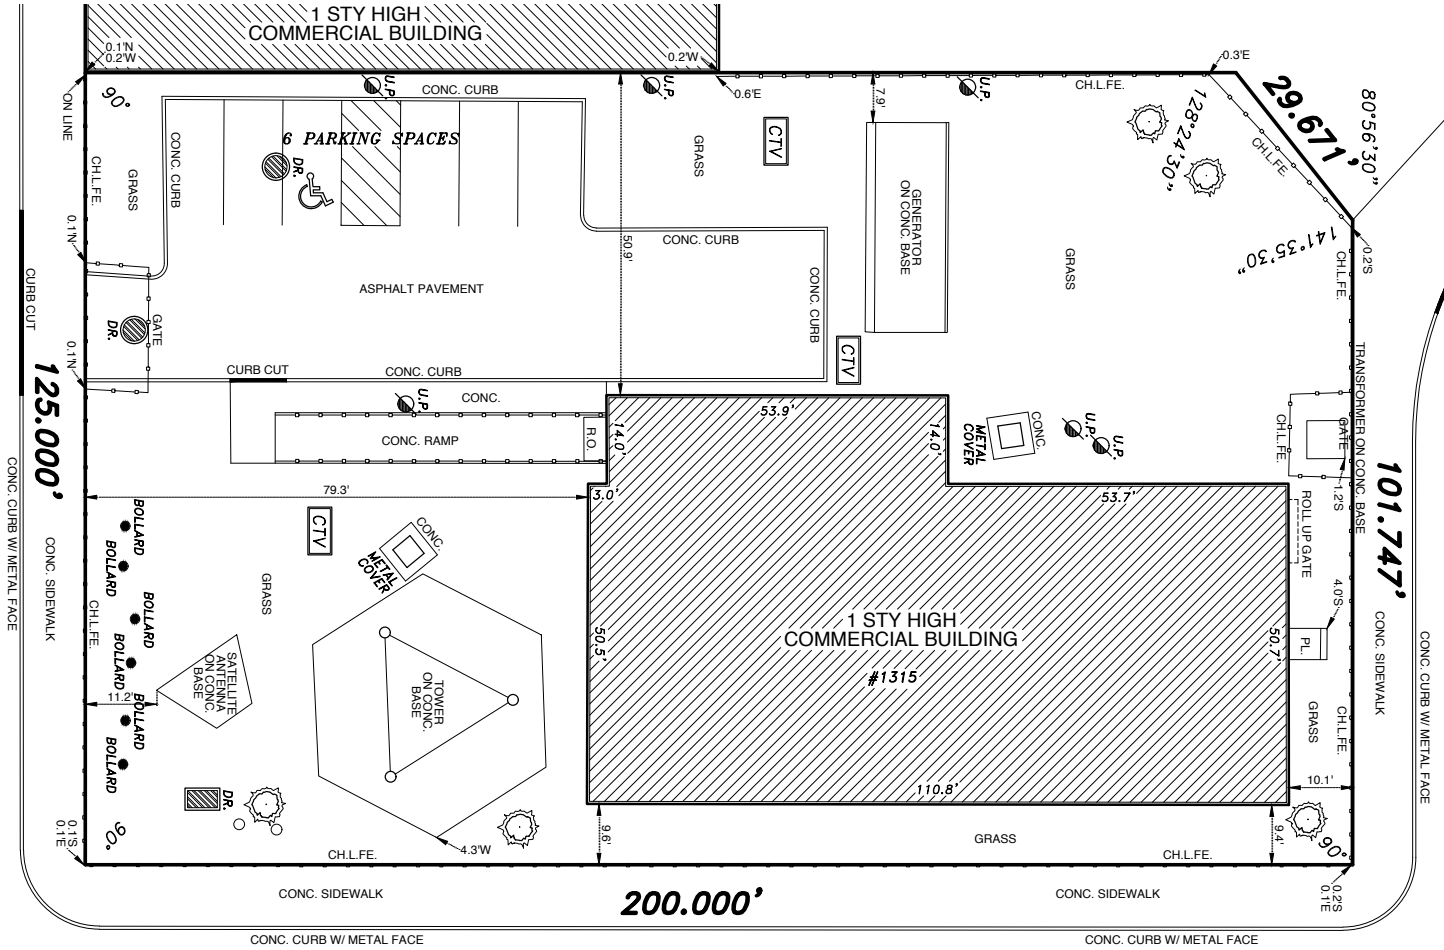 1 STY HIGH
COMMERCIAL BUILDING
0.1'N
0.2'W
0.2'W
0.3'E
ON LINE
90°
U.P.
CONC. CURB
U.P.
0.6'E
7.9'
U.P.
CH.L.FE.
29.671'
80°56'30"
128°24'30"
CH.L.FE.
6 PARKING SPACES
CONC. CURB
DR.
GRASS
CTV
CH.L.FE.
GRASS
GENERATOR
ON CONC. BASE
GRASS
141°35'30"
0.2'S
CH.L.FE.
0.1'N
CONC. CURB
50.9'
CURB CUT
ASPHALT PAVEMENT
CONC. CURB
DR.
GATE
0.1'N
CTV
TRANSFORMER ON CONC. BASE
125.000'
CURB CUT
CONC. CURB
CONC.
U.P.
CONC. RAMP
R.O.
53.9'
14.0'
14.0'
METAL
COVER
CONC.
U.P.
U.P.
CH.L.FE.
GATE
1.2'S
101.747'
CONC. CURB W/ METAL FACE
79.3'
3.0'
53.7'
ROLL UP GATE
BOLLARD
BOLLARD
BOLLARD
BOLLARD
BOLLARD
BOLLARD
CTV
CONC.
METAL
COVER
CONC. SIDEWALK
CH.L.FE.
GRASS
4.0'S
PL.
50.5'
1 STY HIGH
COMMERCIAL BUILDING
#1315
50.7'
CONC. SIDEWALK
CONC. CURB W/ METAL FACE
SATELLITE
ANTENNA
ON CONC.
BASE
11.2'
TOWER
ON CONC.
BASE
GRASS
CH.L.FE.
DR.
110.8'
10.1'
90°
0.1'S
0.1'E
4.3'W
9.6'
GRASS
9.4'
90°
CH.L.FE.
CH.L.FE.
0.2'S
0.1'E
CONC. SIDEWALK
200.000'
CONC. SIDEWALK
CONC. CURB W/ METAL FACE
CONC. CURB W/ METAL FACE